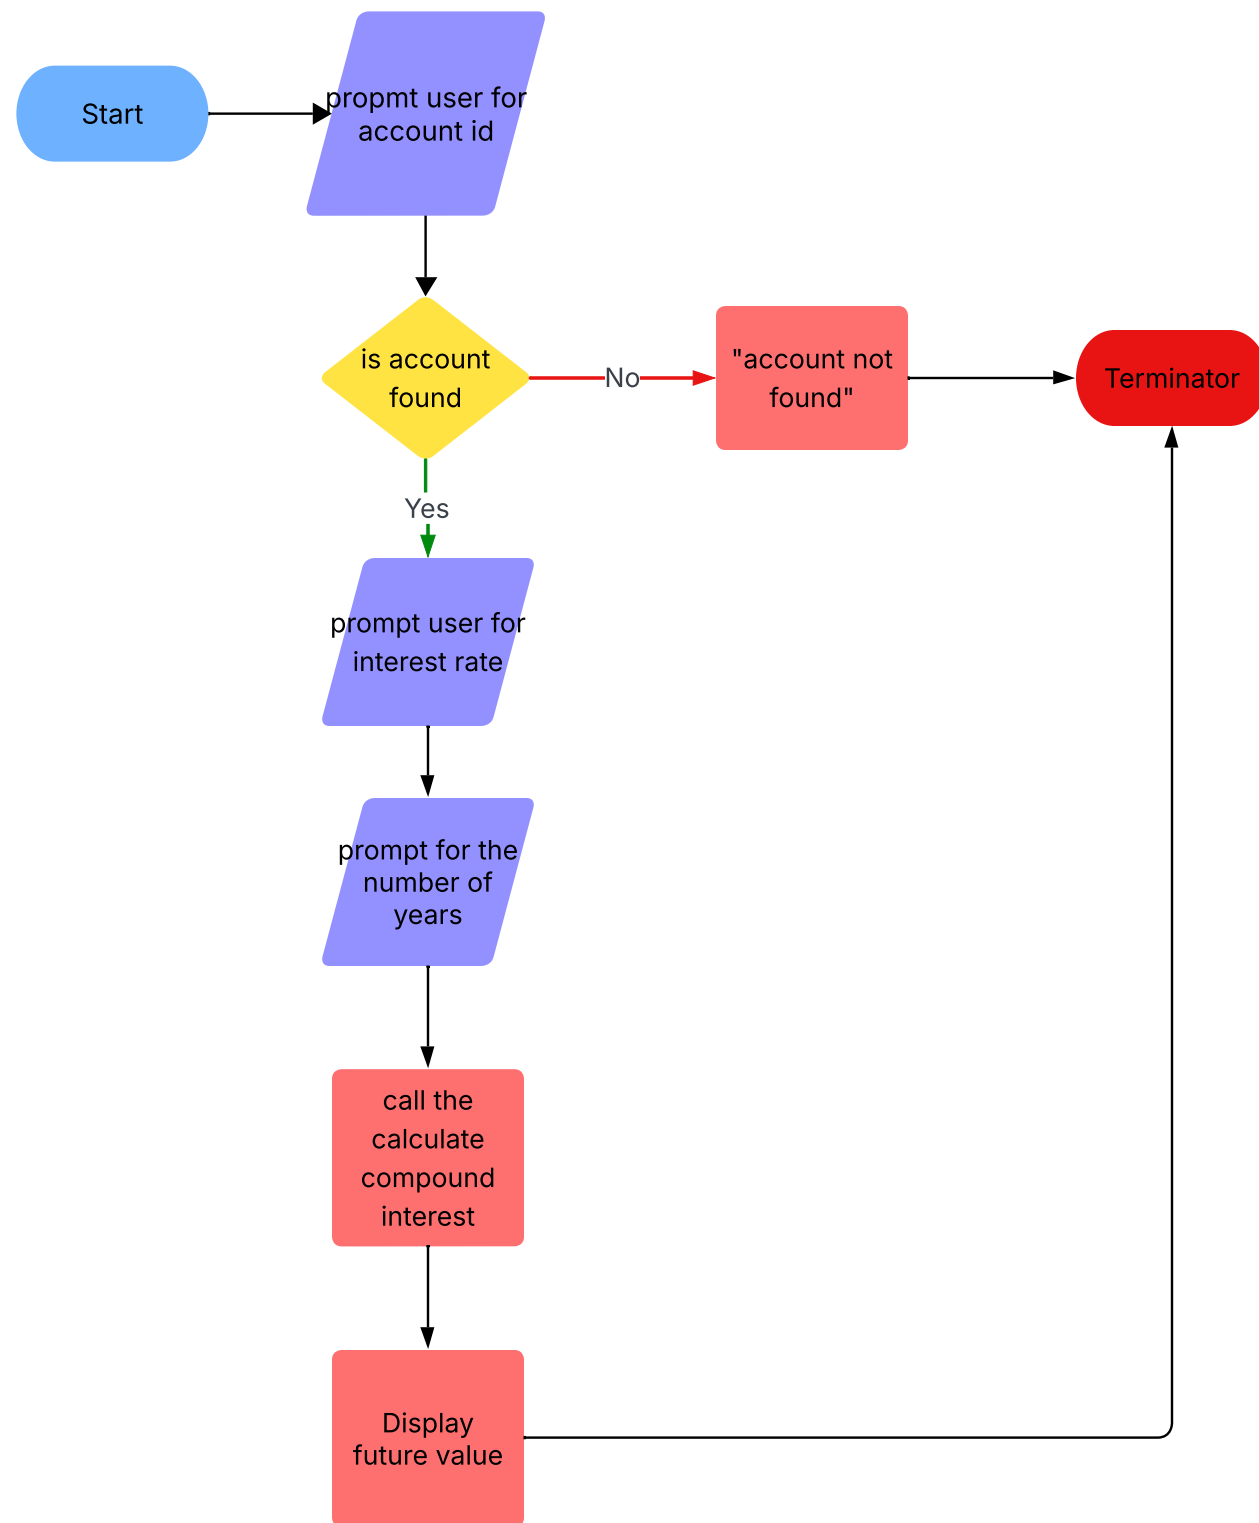 Start
propmt user for
account id
is account
found
No
"account not
found"
Terminator
Yes
prompt user for
interest rate
prompt for the
number of
years
call the
calculate
compound
interest
Display
future value